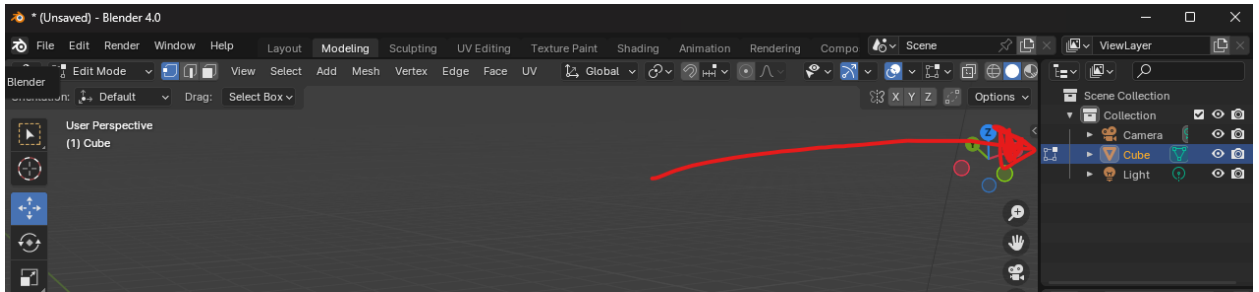 * (Unsaved) - Blender 4.0
File Edit Render Window Help Layout Modeling Sculpting UV Editing Texture Paint Shading Animation Rendering Compo Scene ViewLayer
Edit Mode View Select Add Mesh Vertex Edge Face UV Global
Blender
Default Drag: Select Box X Y Z Options
Scene Collection
Collection
User Perspective
(1) Cube
Z
Y
Camera
Cube
Light